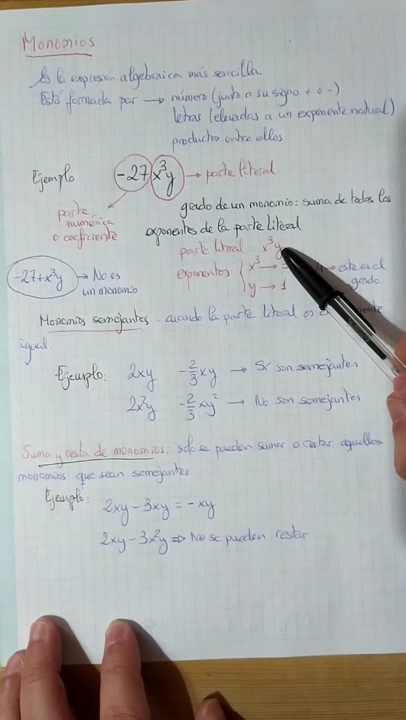 Monomios
Es la expresión algebraica más sencilla
Está formada por → número (junto a su signo + o -)
letras (elevadas a un exponente natural)
productos entre ellos
Ejemplo -27x³y → parte literal
parte numérica o coeficiente
grado de un monomio: suma de todos los
exponentes de la parte literal
parte literal: x³y
exponentes { x³ →
y → 1
este es el
grado
-27+x³y → No es
un monomio
Monomios semejantes: cuando la parte literal es
igual.
Ejemplo: 2xy -2/3xy → Sí son semejantes
2x²y -2/3xy² → No son semejantes
Suma y resta de monomios: solo se pueden sumar o restar aquellos
monomios que sean semejantes
Ejemplo:
2xy - 3xy = -xy
2xy - 3x²y ⇒ No se pueden restar